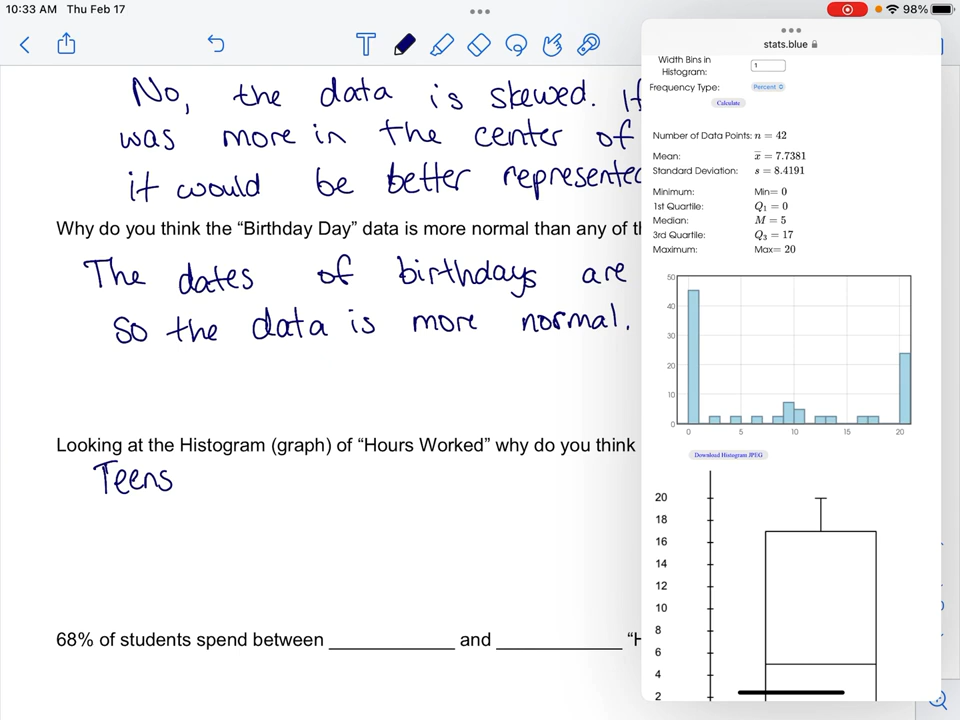 10:33 AM Thu Feb 17
98%
No, the data is skewed. If
was more in the center of
it would be better represented
Why do you think the “Birthday Day” data is more normal than any of th
The dates of birthdays are
So the data is more normal.
Looking at the Histogram (graph) of “Hours Worked” why do you think
Teens
68% of students spend between ____________ and ____________ “H
stats.blue
Width Bins in
Histogram:
1
Frequency Type: Percent
Calculate
Number of Data Points: n = 42
Mean: x̅ = 7.7381
Standard Deviation: s = 8.4191
Minimum: Min= 0
1st Quartile: Q₁ = 0
Median: M = 5
3rd Quartile: Q₃ = 17
Maximum: Max= 20
50
40
30
20
10
0
0 5 10 15 20
Download Histogram JPEG
20
18
16
14
12
10
8
6
4
2